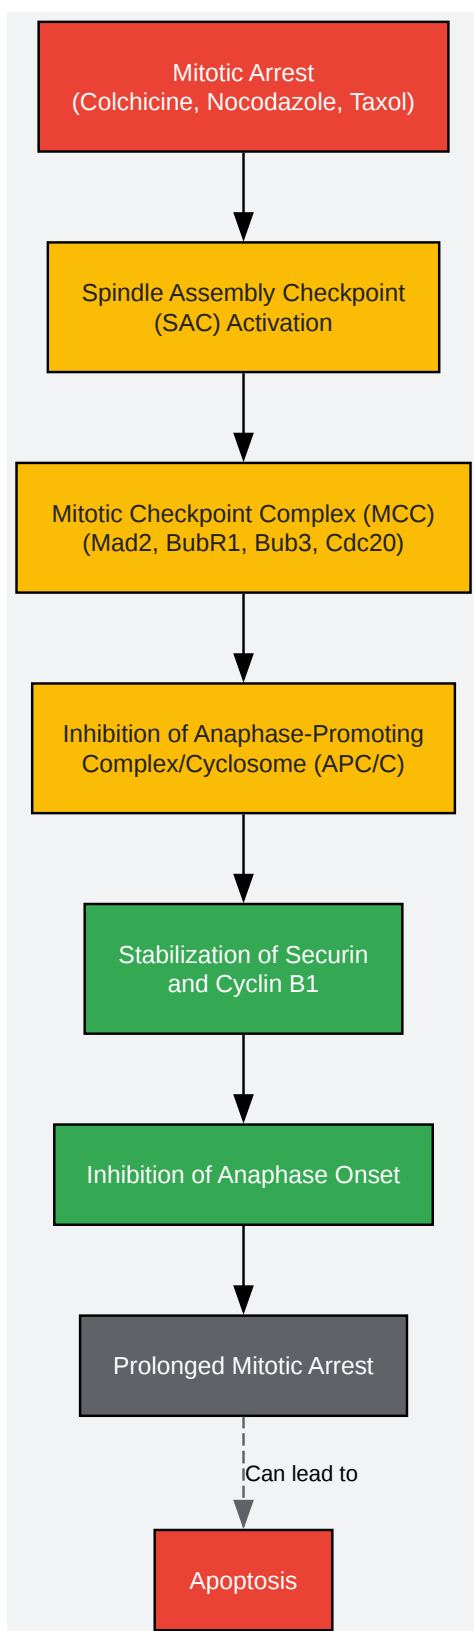 Mitotic Arrest
(Colchicine, Nocodazole, Taxol)
Spindle Assembly Checkpoint
(SAC) Activation
Mitotic Checkpoint Complex (MCC)
(Mad2, BubR1, Bub3, Cdc20)
Inhibition of Anaphase-Promoting
Complex/Cyclosome (APC/C)
Stabilization of Securin
and Cyclin B1
Inhibition of Anaphase Onset
Prolonged Mitotic Arrest
Can lead to
Apoptosis